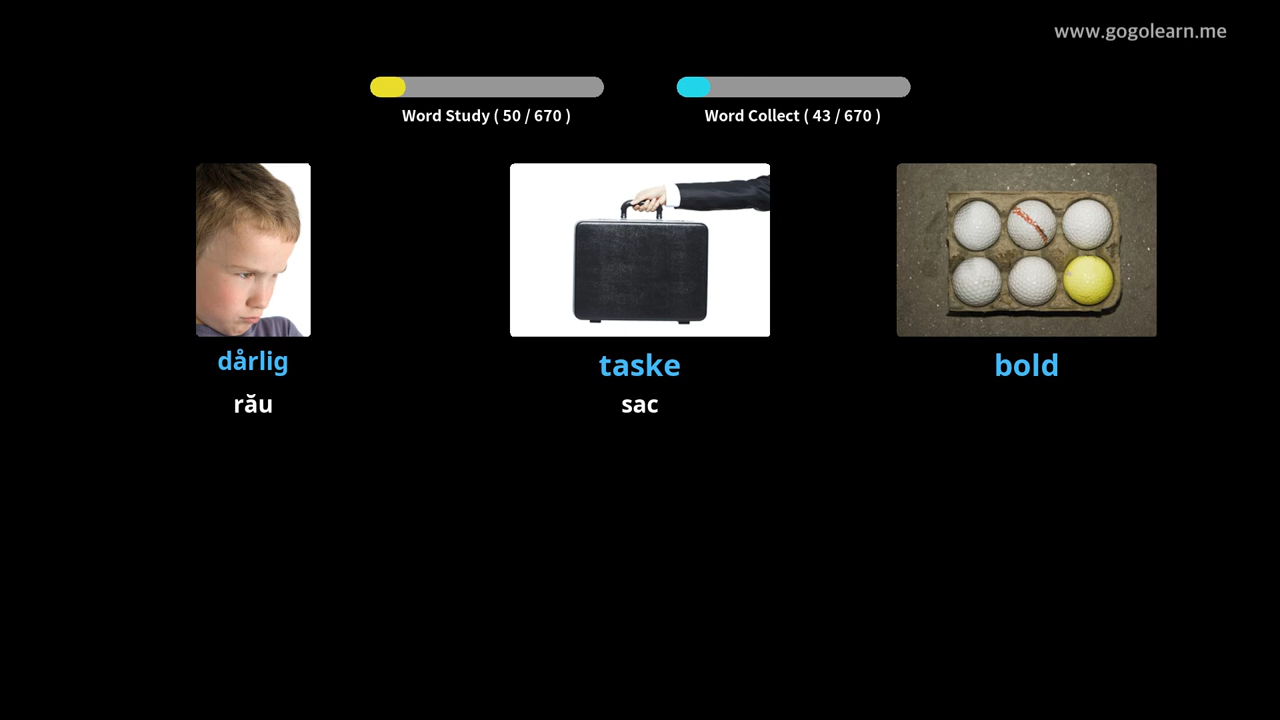 www.gogolearn.me
Word Study ( 50 / 670 )
Word Collect ( 43 / 670 )
dårlig
taske
bold
rău
sac